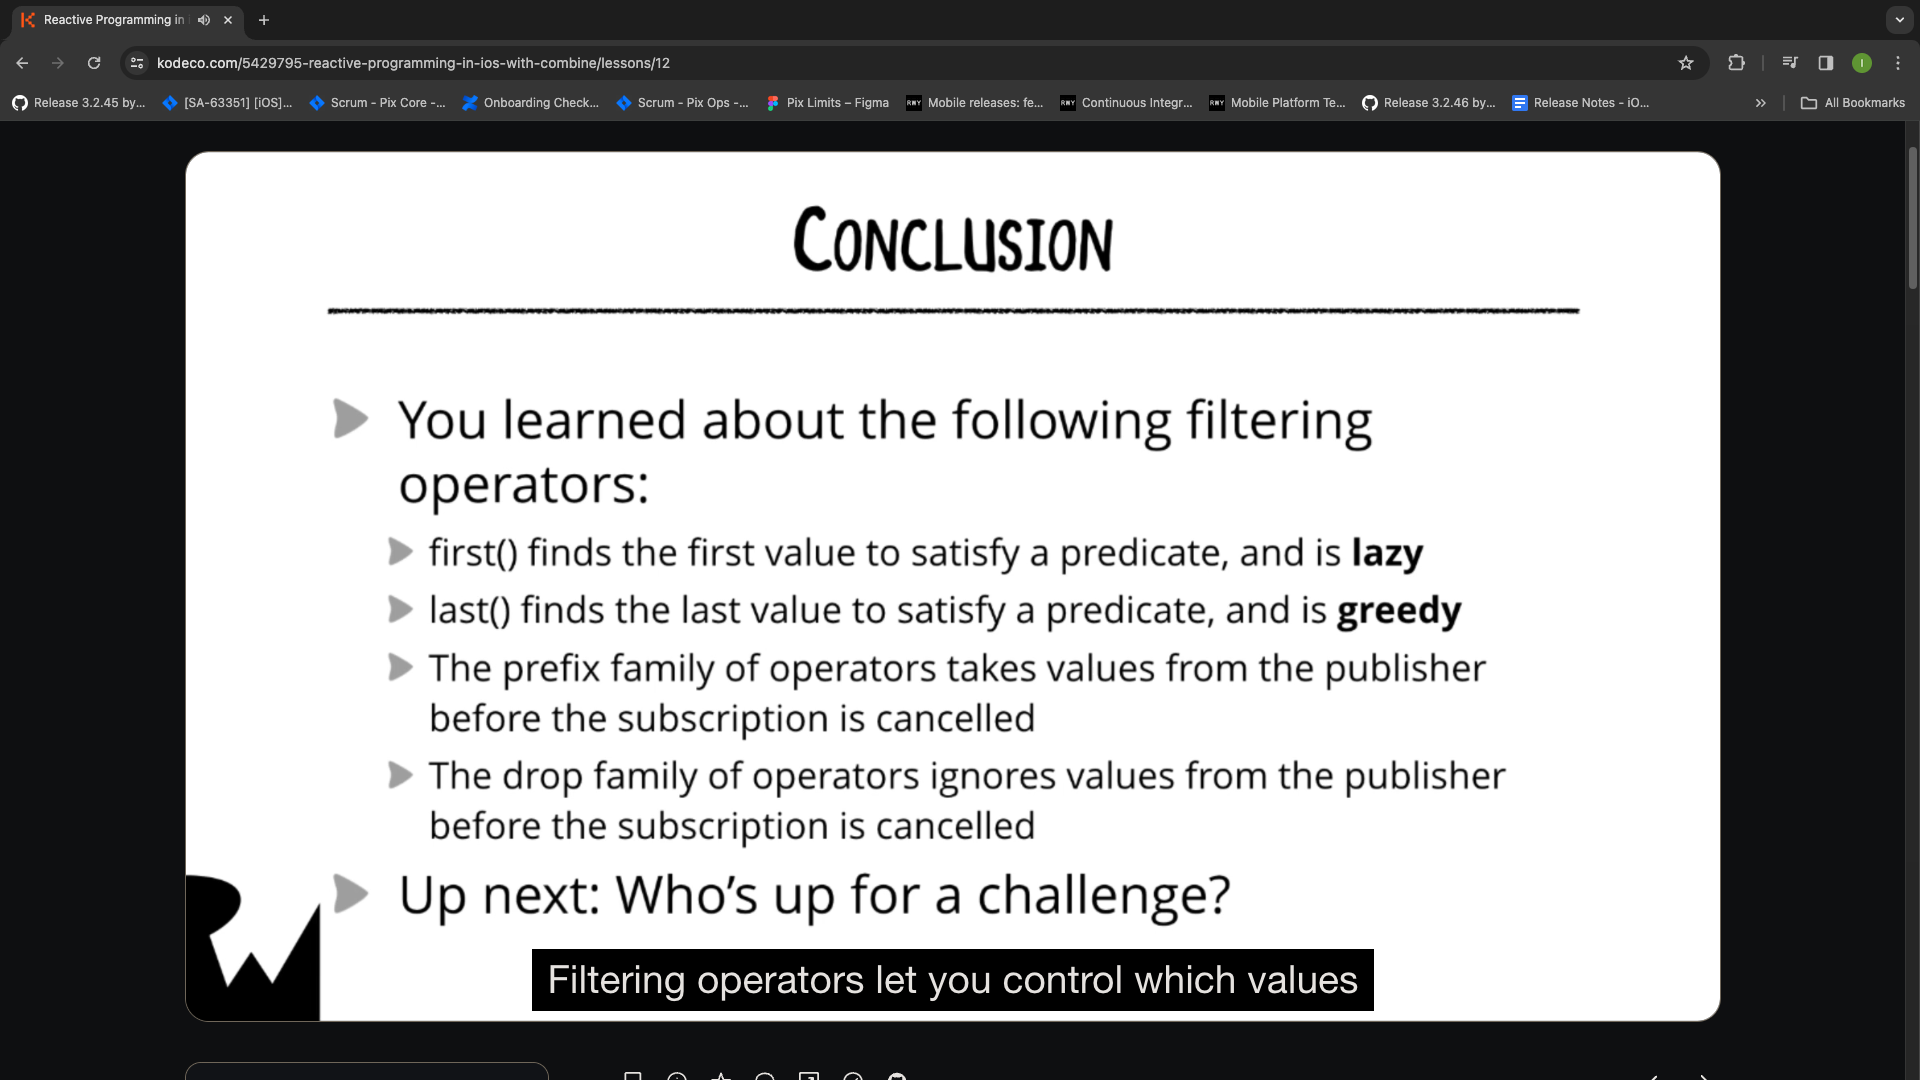 Reactive Programming in
kodeco.com/5429795-reactive-programming-in-ios-with-combine/lessons/12
I
Release 3.2.45 by...
[SA-63351] [iOS]...
Scrum - Pix Core -...
Onboarding Check...
Scrum - Pix Ops -...
Pix Limits – Figma
Mobile releases: fe...
Continuous Integr...
Mobile Platform Te...
Release 3.2.46 by...
Release Notes - iO...
All Bookmarks
CONCLUSION
You learned about the following filtering
operators:
first() finds the first value to satisfy a predicate, and is lazy
last() finds the last value to satisfy a predicate, and is greedy
The prefix family of operators takes values from the publisher
before the subscription is cancelled
The drop family of operators ignores values from the publisher
before the subscription is cancelled
Up next: Who's up for a challenge?
RW
Filtering operators let you control which values